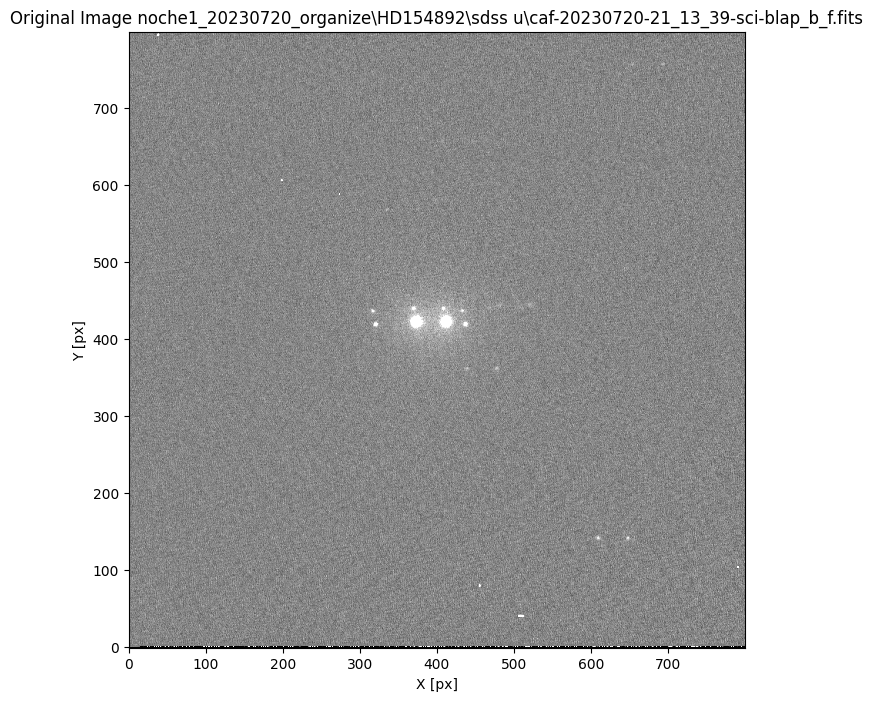 Original Image noche1_20230720_organize\HD154892\sdss u\caf-20230720-21_13_39-sci-blap_b_f.fits
700
600
500
400
300
200
100
0
Y [px]
0 100 200 300 400 500 600 700
X [px]